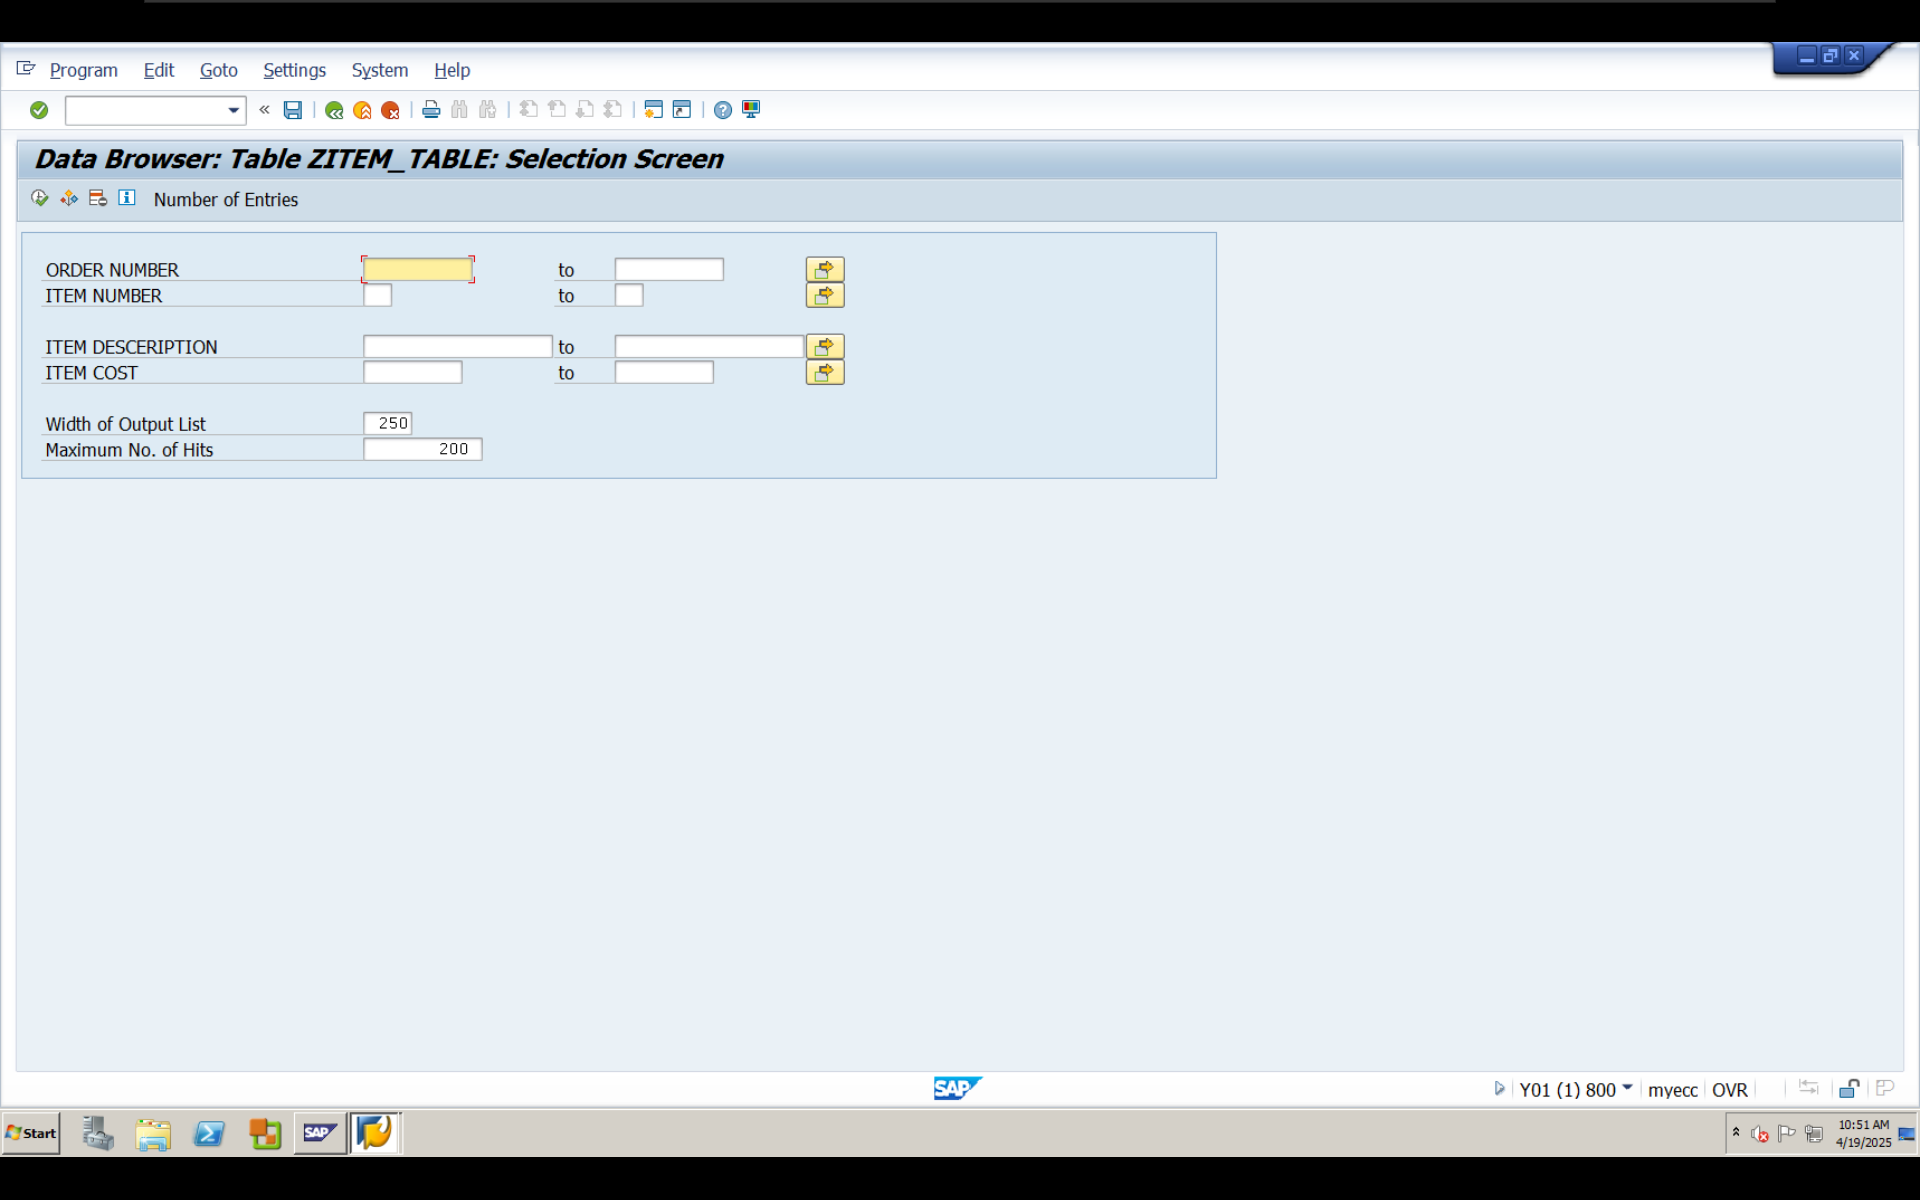 Program Edit Goto Settings System Help
Data Browser: Table ZITEM_TABLE: Selection Screen
Number of Entries
ORDER NUMBER to
ITEM NUMBER to
ITEM DESCERIPTION to
ITEM COST to
Width of Output List 250
Maximum No. of Hits 200
SAP
Y01 (1) 800 myecc OVR
Start SAP 10:51 AM
4/19/2025